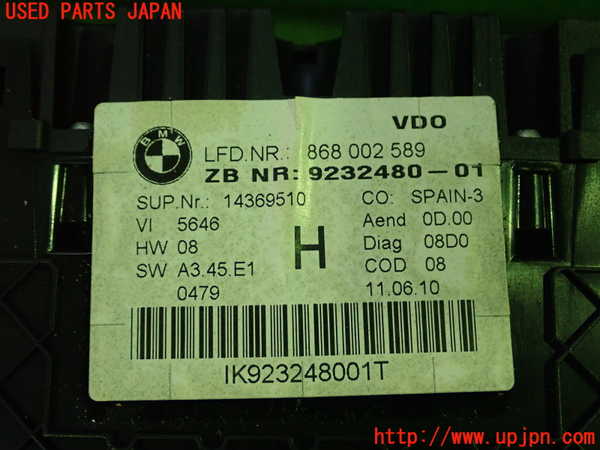 USED PARTS JAPAN
BMW
VDO
LFD.NR.: 868 002 589
ZB NR: 9232480-01
SUP.Nr.: 14369510 CO: SPAIN-3
VI 5646 Aend 0D.00
HW 08 H Diag 08D0
SW A3.45.E1 COD 08
0479 11.06.10
IK923248001T
http://www.upjpn.com/